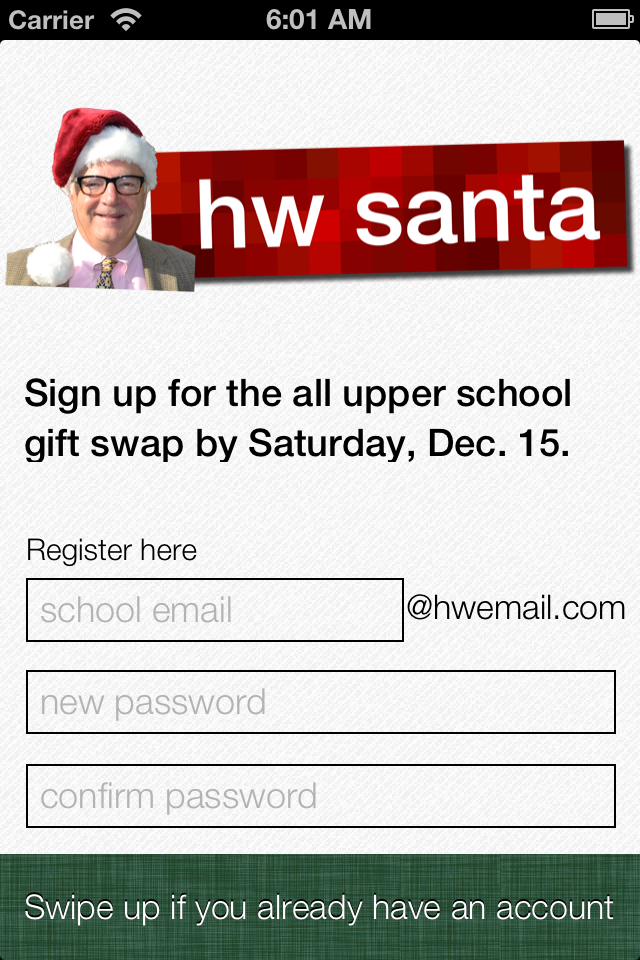 Carrier 6:01 AM
hw santa
Sign up for the all upper school
gift swap by Saturday, Dec. 15.
Register here
school email @hwemail.com
new password
confirm password
Swipe up if you already have an account